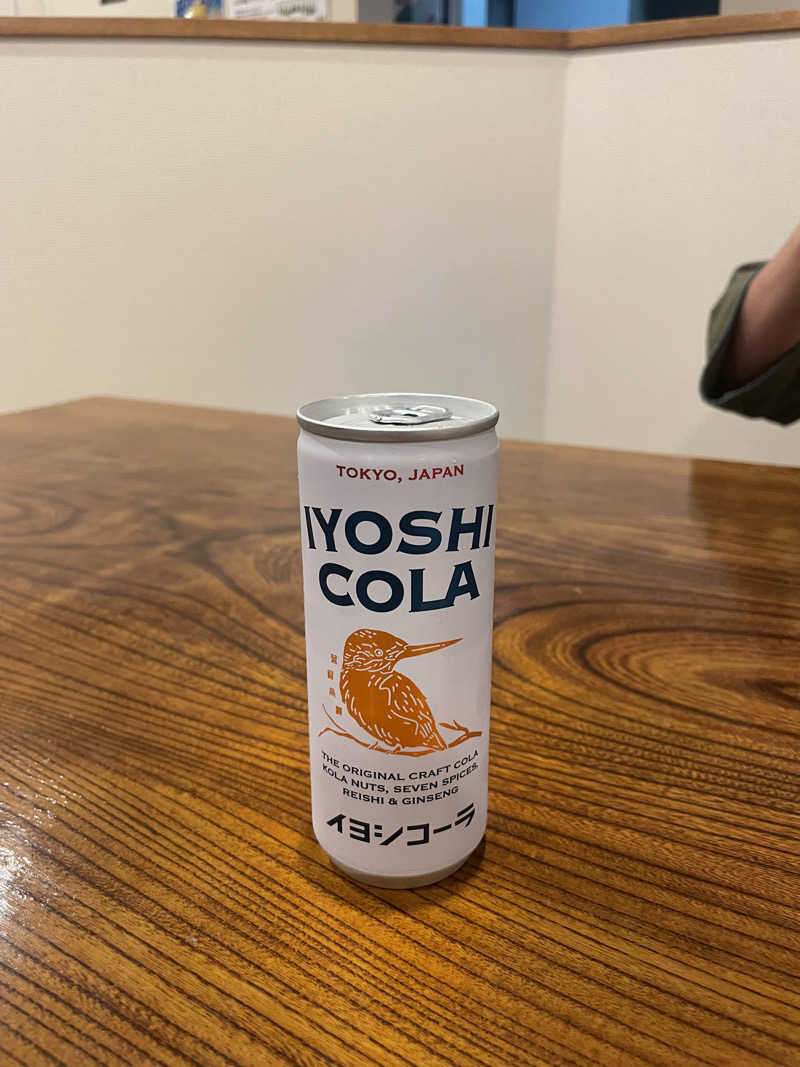 TOKYO, JAPAN
IYOSHI
COLA
THE ORIGINAL CRAFT COLA
KOLA NUTS, SEVEN SPICES,
REISHI & GINSENG
イヨシコーラ